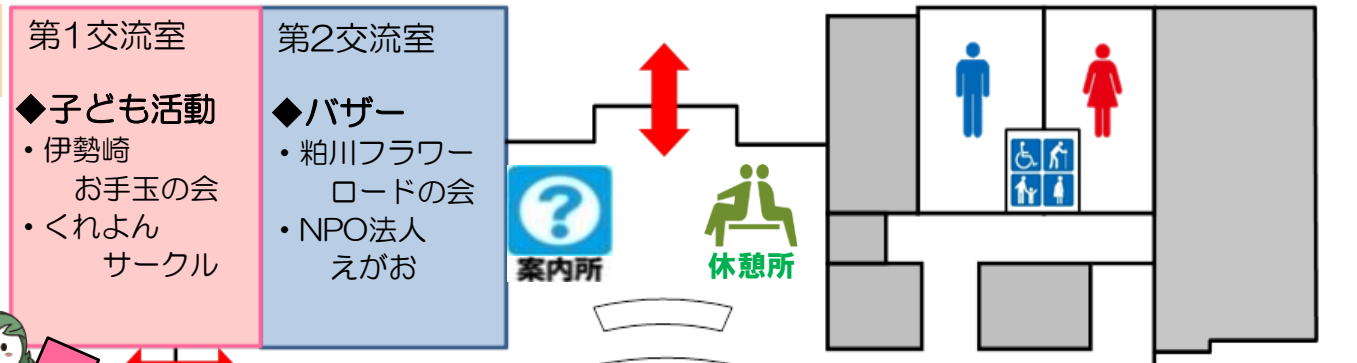 第1交流室
◆子ども活動
・伊勢崎
お手玉の会
・くれよん
サークル
第2交流室
◆バザー
・粕川フラワー
ロードの会
・NPO法人
えがお
?
案内所
休憩所